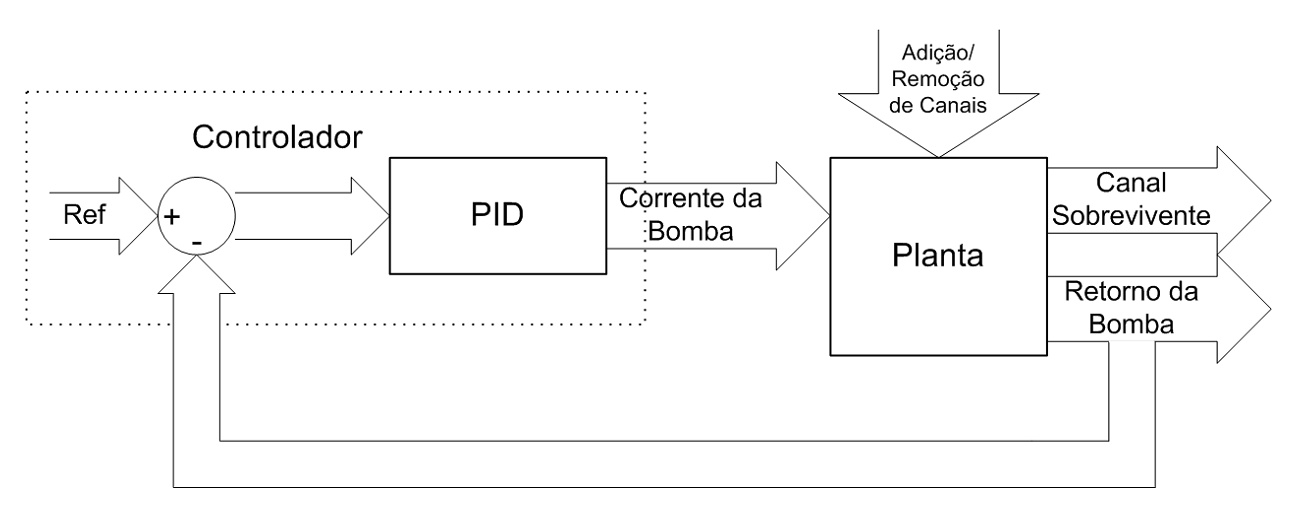 Adição/
Remoção
de Canais
Controlador
Ref
+
-
PID
Corrente da
Bomba
Planta
Canal
Sobrevivente
Retorno da
Bomba